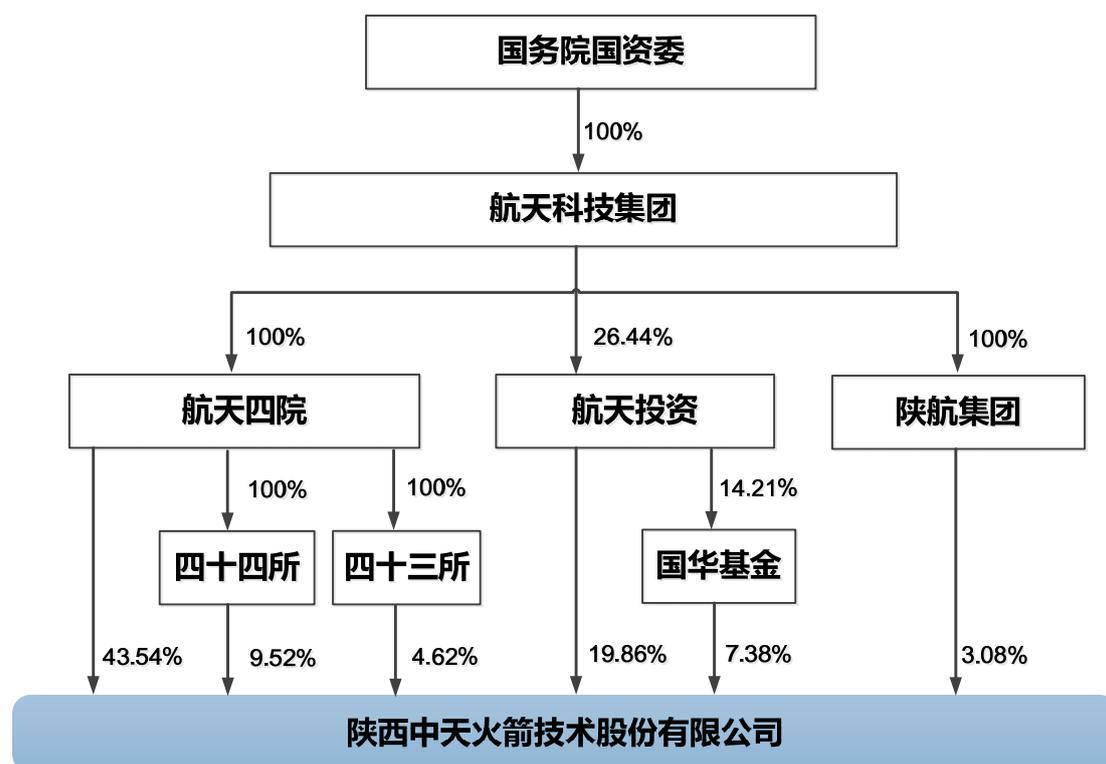 国务院国资委
100%
航天科技集团
100%
26.44%
100%
航天四院
航天投资
陕航集团
100%
100%
14.21%
四十四所
四十三所
国华基金
43.54%
9.52%
4.62%
19.86%
7.38%
3.08%
陕西中天火箭技术股份有限公司